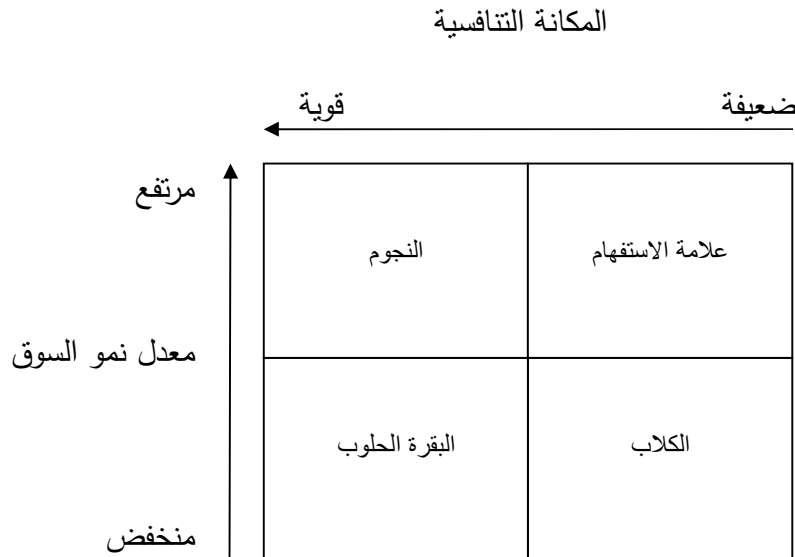 المكانة التنافسية
ضعيفة
قوية
مرتفع
علامة الاستفهام
النجوم
معدل نمو السوق
الكلاب
البقرة الحلوب
منخفض